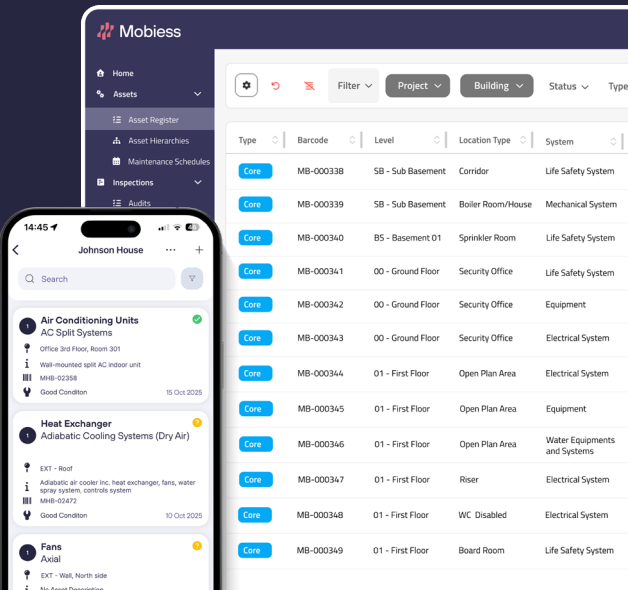 Mobiess
Home
Assets
Asset Register
Asset Hierarchies
Maintenance Schedules
Inspections
Audits
Filter Project Building Status Type
Type Barcode Level Location Type System
Core MB-000338 SB - Sub Basement Corridor Life Safety System
Core MB-000339 SB - Sub Basement Boiler Room/House Mechanical System
Core MB-000340 BS - Basement 01 Sprinkler Room Life Safety System
Core MB-000341 00 - Ground Floor Security Office Life Safety System
Core MB-000342 00 - Ground Floor Security Office Equipment
Core MB-000343 00 - Ground Floor Security Office Electrical System
Core MB-000344 01 - First Floor Open Plan Area Electrical System
Core MB-000345 01 - First Floor Open Plan Area Equipment
Core MB-000346 01 - First Floor Open Plan Area Water Equipments
and Systems
Core MB-000347 01 - First Floor Riser Electrical System
Core MB-000348 01 - First Floor WC Disabled Electrical System
Core MB-000349 01 - First Floor Board Room Life Safety System
14:45 48
Johnson House
Search
Air Conditioning Units
1 AC Split Systems
Office 3rd Floor, Room 301
Wall-mounted split AC indoor unit
MHB-02358
Good Conditon 15 Oct 2025
Heat Exchanger ?
1 Adiabatic Cooling Systems (Dry Air)
EXT - Roof
Adiabatic air cooler inc. heat exchanger, fans, water
spray system, controls system
MHB-02472
Good Conditon 10 Oct 2025
Fans ?
1 Axial
EXT - Wall, North side
No Asset Description